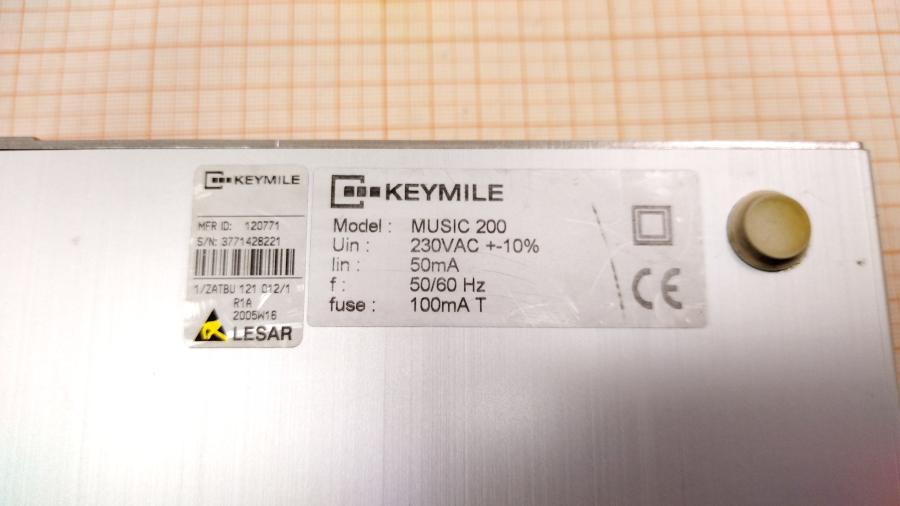 KEYMILE
MFR ID: 120771
S/N: 3771428221
1/ZATBU 121 012/1
R1A
2005W16
LESAR
KEYMILE
Model : MUSIC 200
Uin : 230VAC +-10%
Iin : 50mA
f : 50/60 Hz
fuse : 100mA T
CE